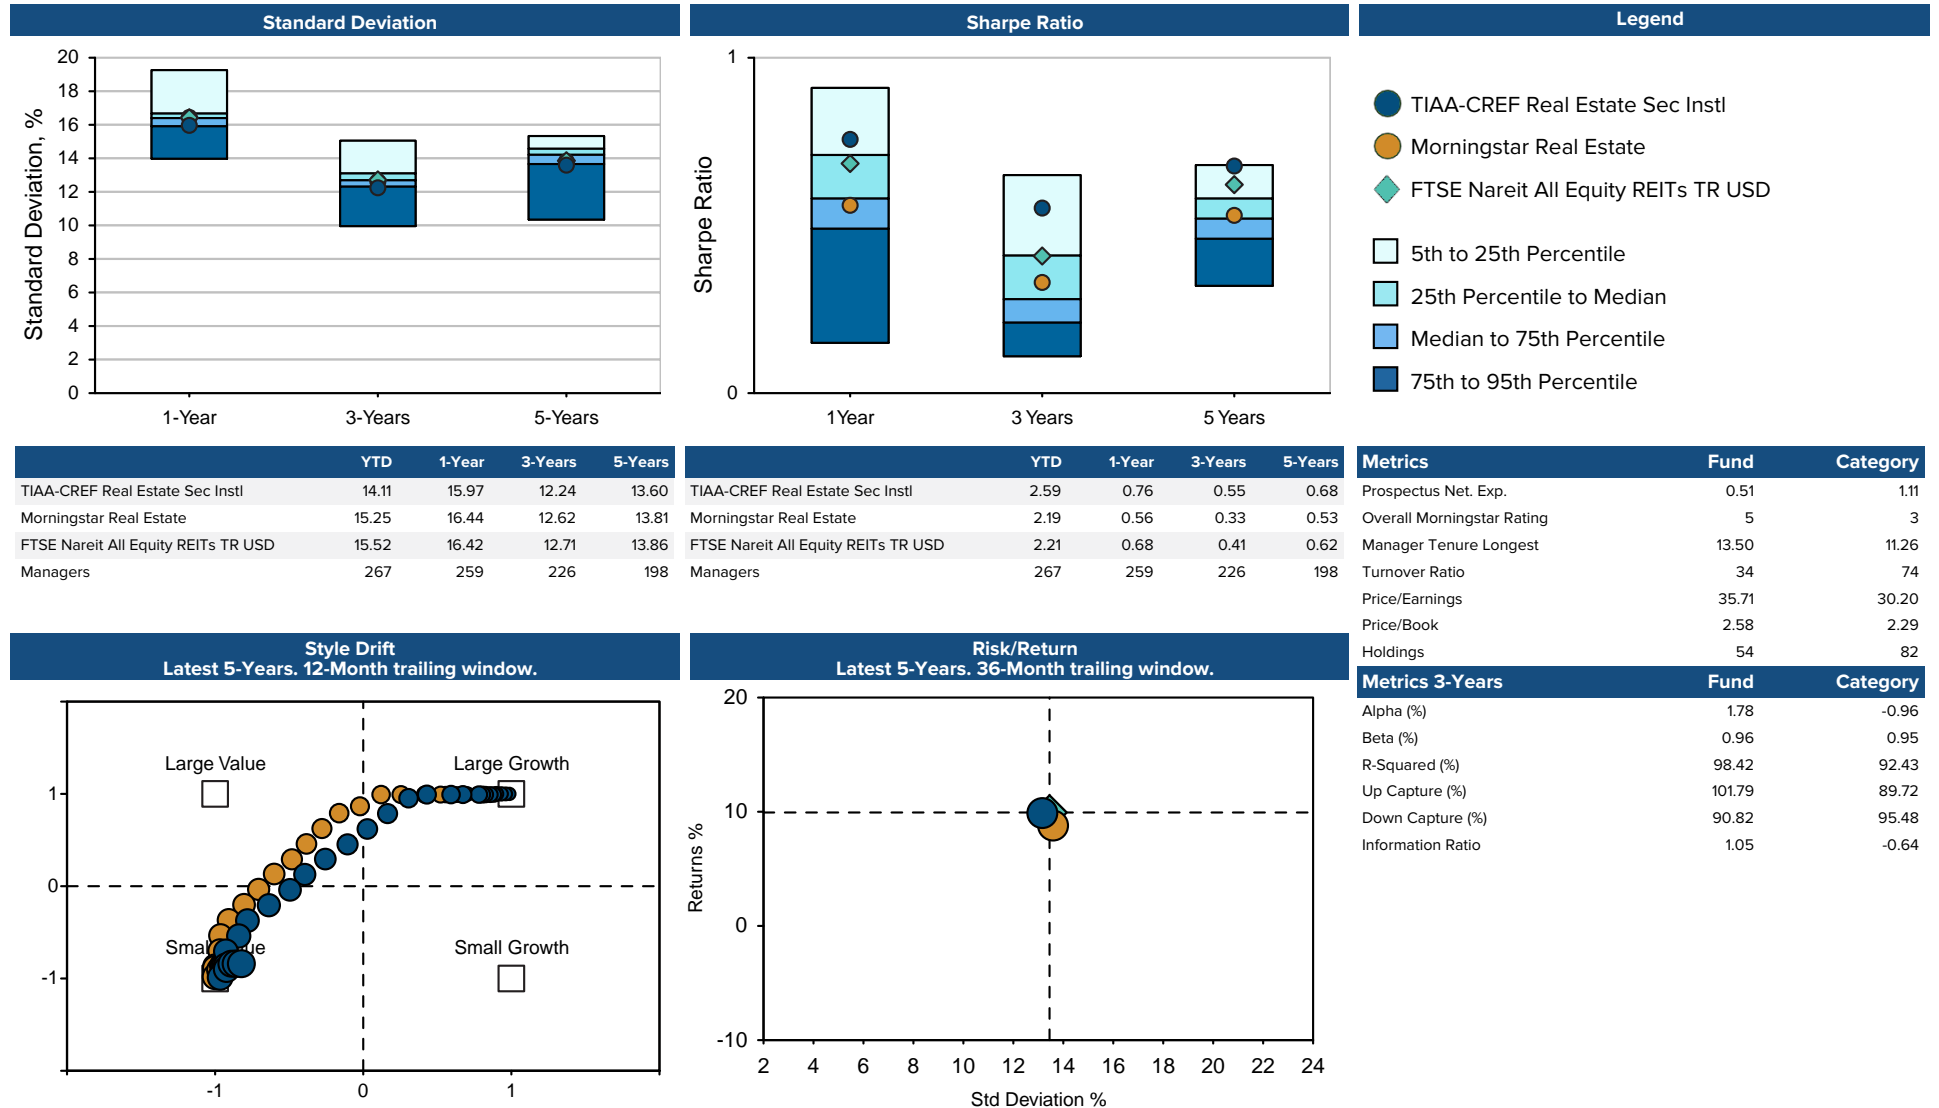 Standard Deviation
Sharpe Ratio
Legend
20
18
16
14
12
10
8
6
4
2
0
Standard Deviation, %
1-Year
3-Years
5-Years
1
0
Sharpe Ratio
1Year
3 Years
5 Years
TIAA-CREF Real Estate Sec Instl
Morningstar Real Estate
FTSE Nareit All Equity REITs TR USD
5th to 25th Percentile
25th Percentile to Median
Median to 75th Percentile
75th to 95th Percentile
YTD 1-Year 3-Years 5-Years
TIAA-CREF Real Estate Sec Instl 14.11 15.97 12.24 13.60
Morningstar Real Estate 15.25 16.44 12.62 13.81
FTSE Nareit All Equity REITs TR USD 15.52 16.42 12.71 13.86
Managers 267 259 226 198
YTD 1-Year 3-Years 5-Years
TIAA-CREF Real Estate Sec Instl 2.59 0.76 0.55 0.68
Morningstar Real Estate 2.19 0.56 0.33 0.53
FTSE Nareit All Equity REITs TR USD 2.21 0.68 0.41 0.62
Managers 267 259 226 198
Metrics Fund Category
Prospectus Net. Exp. 0.51 1.11
Overall Morningstar Rating 5 3
Manager Tenure Longest 13.50 11.26
Turnover Ratio 34 74
Price/Earnings 35.71 30.20
Price/Book 2.58 2.29
Holdings 54 82
Metrics 3-Years Fund Category
Alpha (%) 1.78 -0.96
Beta (%) 0.96 0.95
R-Squared (%) 98.42 92.43
Up Capture (%) 101.79 89.72
Down Capture (%) 90.82 95.48
Information Ratio 1.05 -0.64
Style Drift
Latest 5-Years. 12-Month trailing window.
Large Value
Large Growth
Small Growth
1
0
-1
-1
0
1
Risk/Return
Latest 5-Years. 36-Month trailing window.
20
10
0
-10
Returns %
2 4 6 8 10 12 14 16 18 20 22 24
Std Deviation %